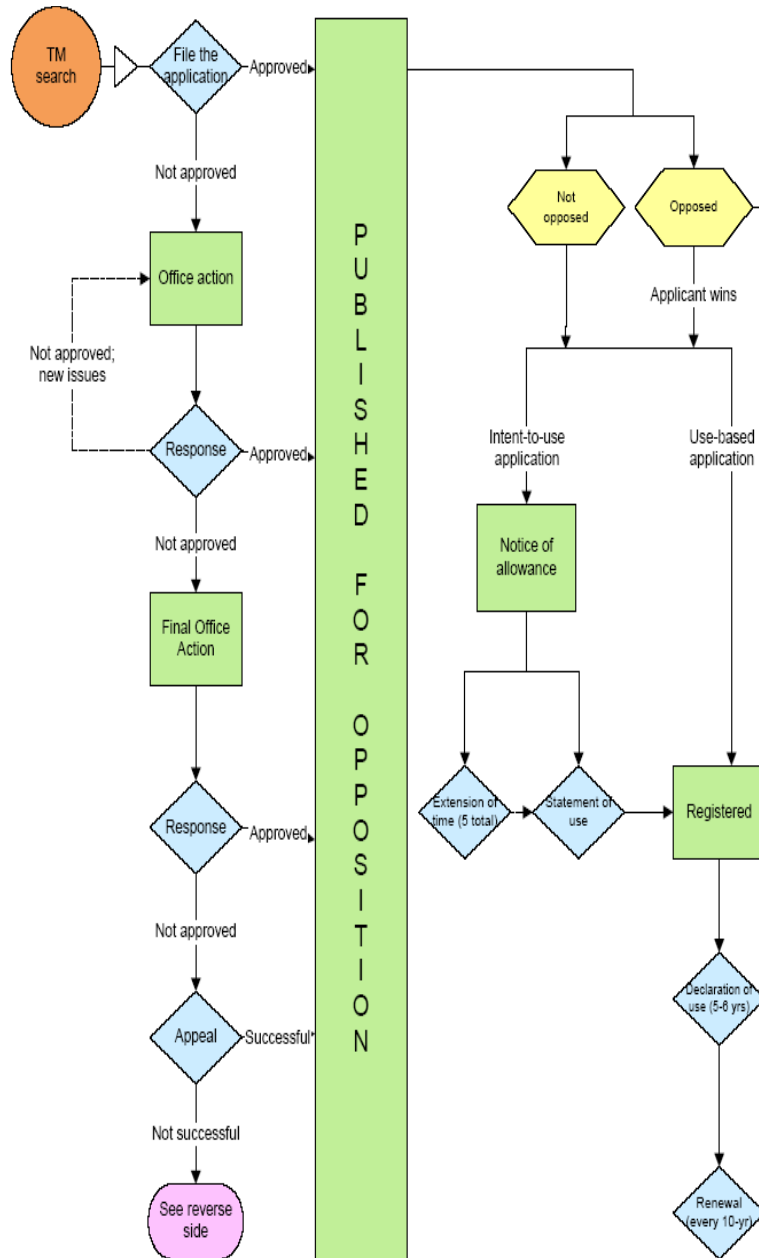 TM
search
File the
application
Approved
Not approved
Office action
Not approved;
new issues
Response
Approved
Not approved
Final Office
Action
Response
Approved
Not approved
Appeal
Successful
Not successful
See reverse
side
PUBLISHED FOR OPPOSITION
Not
opposed
Opposed
Applicant wins
Intent-to-use
application
Use-based
application
Notice of
allowance
Extension of
time (5 total)
Statement of
use
Registered
Declaration of
use (5-6 yrs)
Renewal
(every 10-yr)